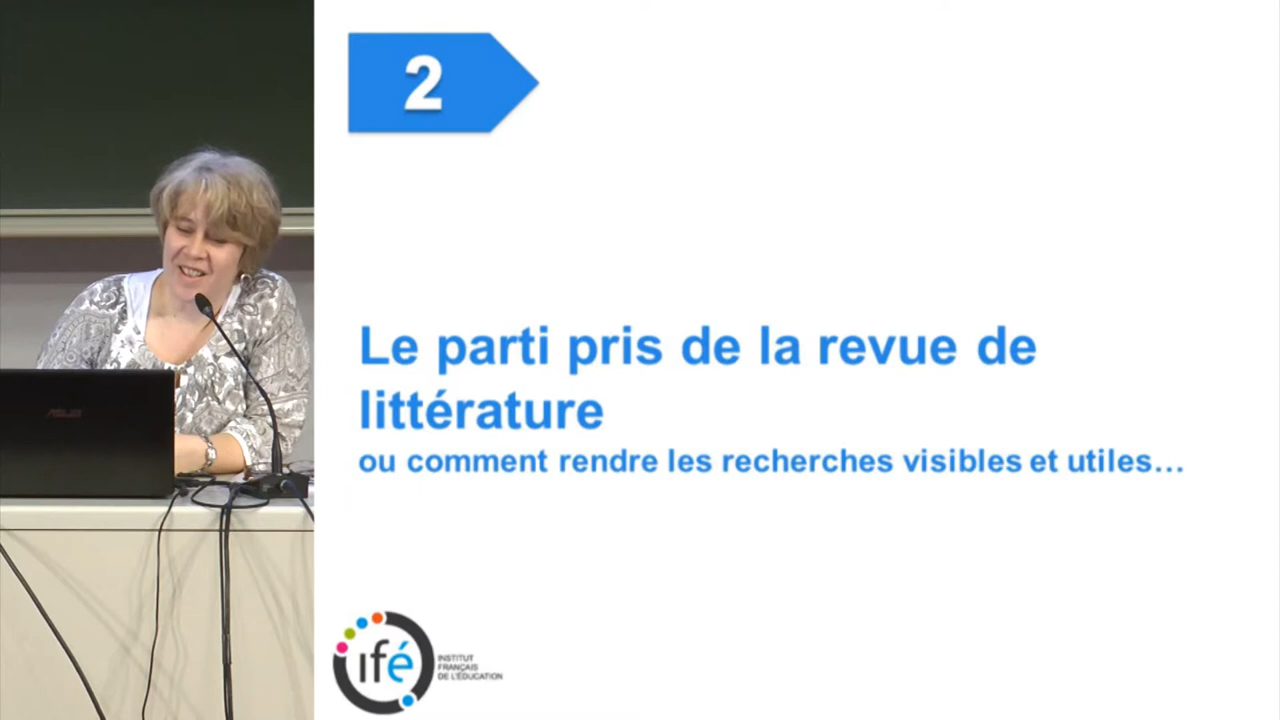 2
Le parti pris de la revue de
littérature
ou comment rendre les recherches visibles et utiles...
ifé
INSTITUT
FRANÇAIS
DE L'ÉDUCATION
ASUS